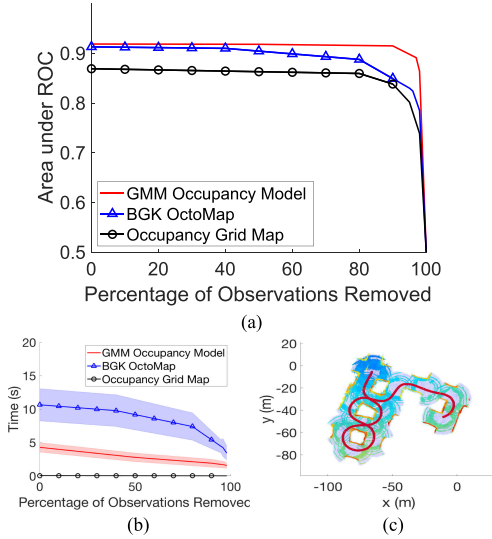 0.9
0.8
0.7
0.6
0.5
Area under ROC
GMM Occupancy Model
BGK OctoMap
Occupancy Grid Map
0 20 40 60 80 100
Percentage of Observations Removed
(a)
20
15
10
5
0
Time (s)
GMM Occupancy Model
BGK OctoMap
Occupancy Grid Map
0 50 100
Percentage of Observations Removed
(b)
20
0
-20
-40
-60
-80
y (m)
-100 -50 0
x (m)
(c)